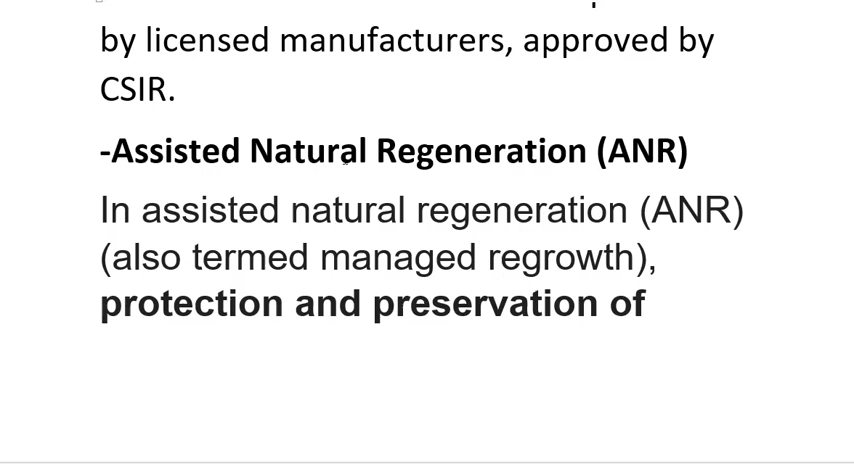 by licensed manufacturers, approved by
CSIR.
-Assisted Natural Regeneration (ANR)
In assisted natural regeneration (ANR)
(also termed managed regrowth),
protection and preservation of